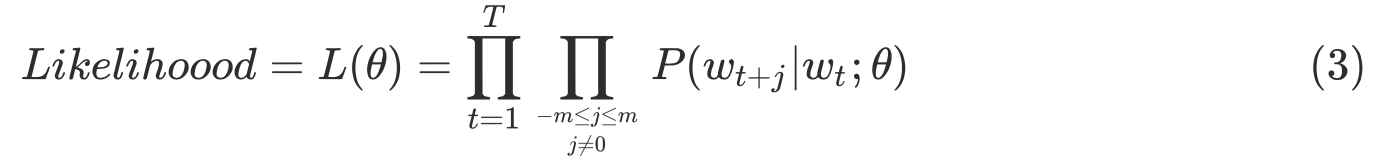 Likelihoood = L(θ) = ∏_{t=1}^{T} ∏_{-m≤j≤m, j≠0} P(w_{t+j}|w_t; θ) (3)